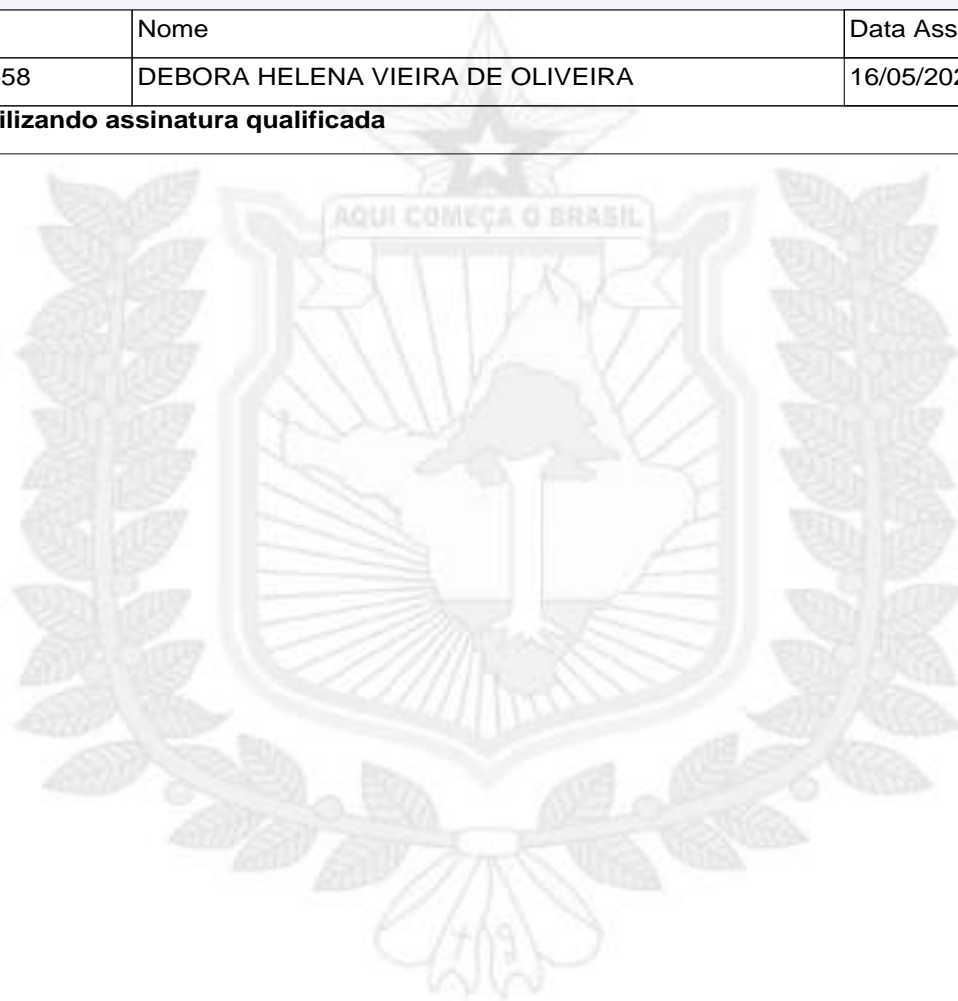 Nome Data Ass
58 DEBORA HELENA VIEIRA DE OLIVEIRA 16/05/202
ilizando assinatura qualificada
AQUI COMEÇA O BRASIL